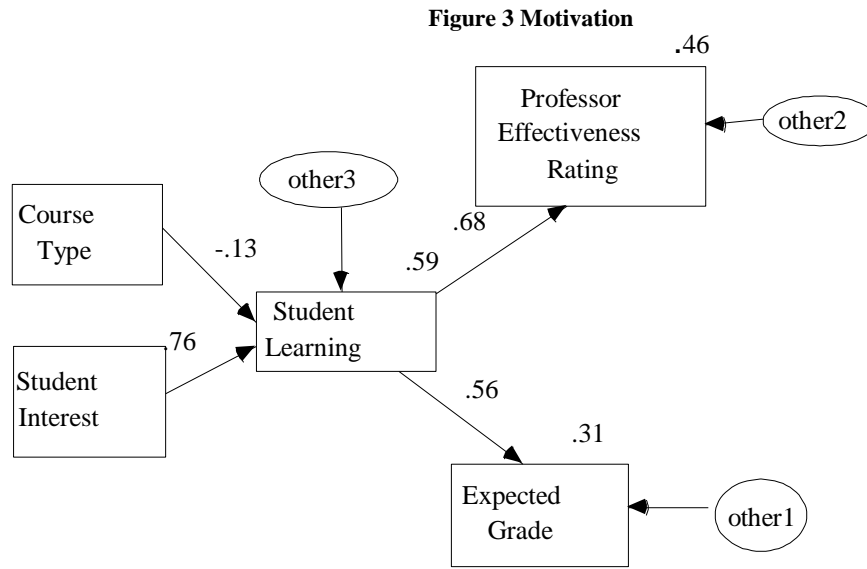 Figure 3 Motivation
.46
Professor
Effectiveness
Rating
other2
other3
Course
Type
-.13
.68
.59
Student
Learning
.76
Student
Interest
.56
.31
Expected
Grade
other1